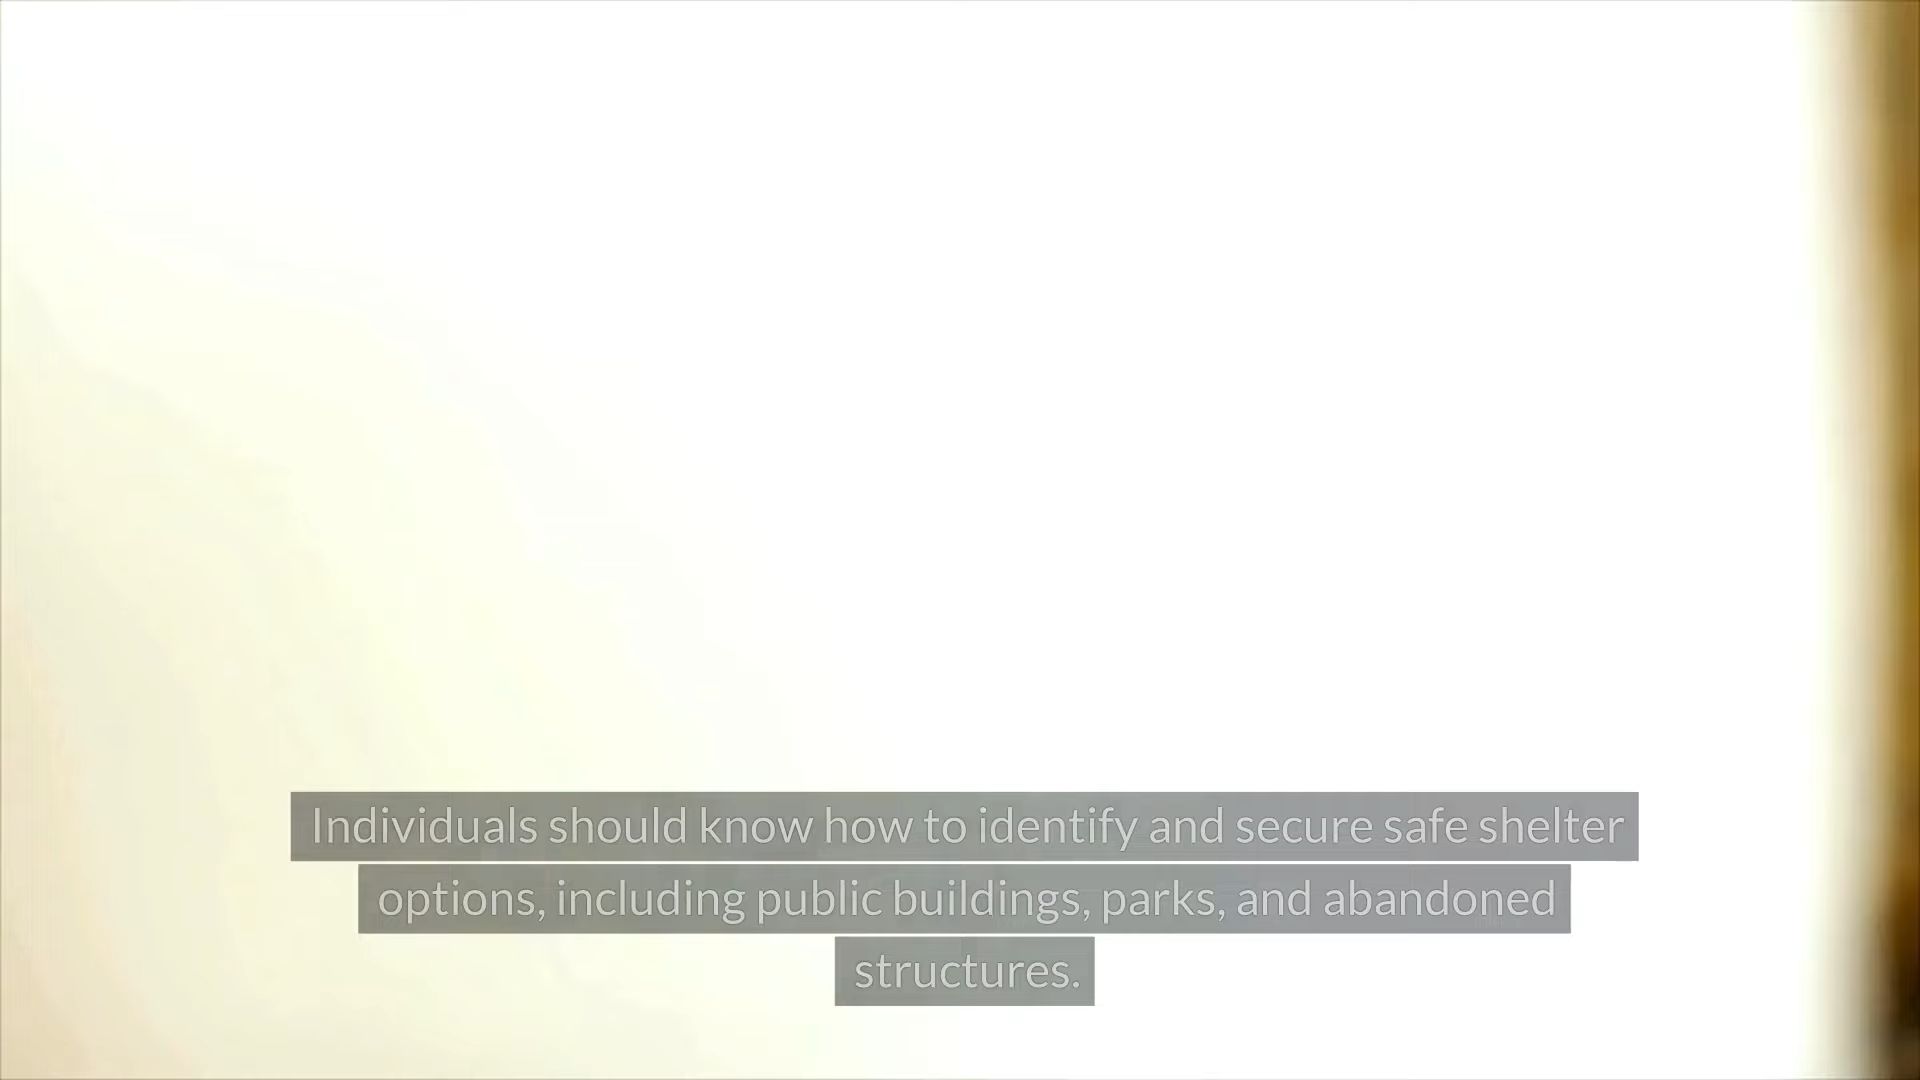 Individuals should know how to identify and secure safe shelter
options, including public buildings, parks, and abandoned
structures.